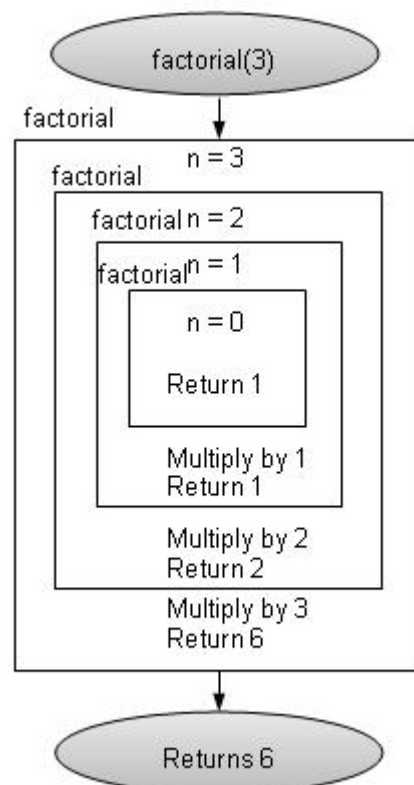 factorial(3)
factorial
n = 3
factorial
n = 2
factorial
n = 1
factorial
n = 0
Return 1
Multiply by 1
Return 1
Multiply by 2
Return 2
Multiply by 3
Return 6
Returns 6